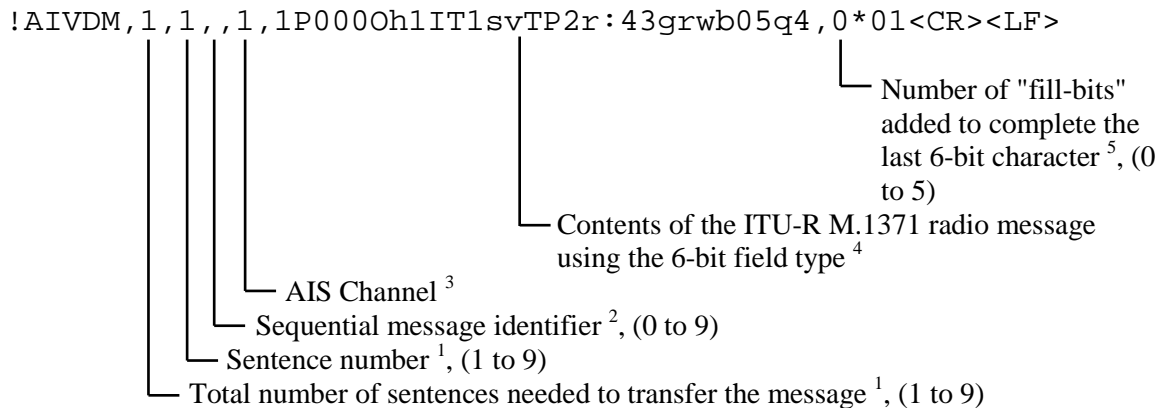 !AIVDM,1,1,,1,1P000Oh1IT1svTP2r:43grwb05q4,0*01<CR><LF>
Number of "fill-bits"
added to complete the
last 6-bit character 5, (0
to 5)
Contents of the ITU-R M.1371 radio message
using the 6-bit field type 4
AIS Channel 3
Sequential message identifier 2, (0 to 9)
Sentence number 1, (1 to 9)
Total number of sentences needed to transfer the message 1, (1 to 9)